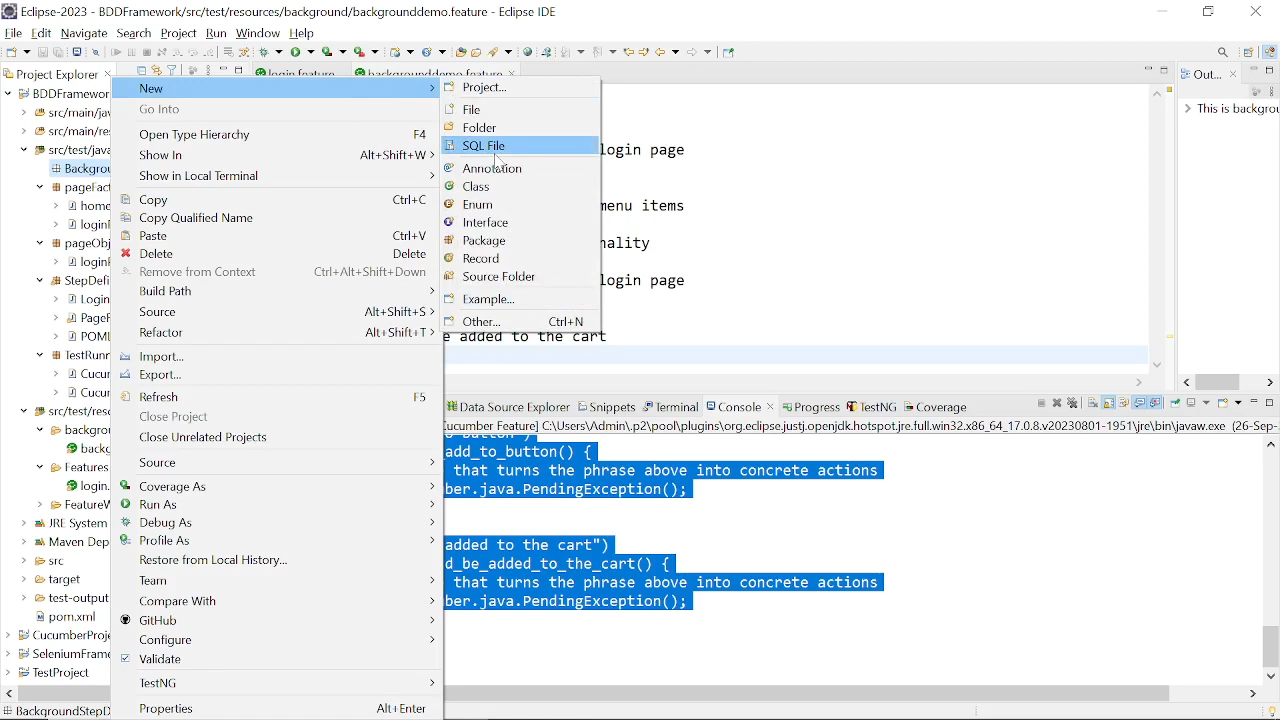 Eclipse-2023 - BDDFramework/src/test/resources/background/backgrounddemo.feature - Eclipse IDE
File Edit Navigate Search Project Run Window Help
Project Explorer
login.feature
backgrounddemo.feature
Out...
BDDFramewor
src/main/jav
src/main/res
src/test/java
Backgrou
pageFact
home
login
pageObj
login
StepDefi
Login
PageF
POML
TestRunn
Cucu
Cucu
src/test/reso
backgrou
backg
Features
login.
FeatureW
JRE System
Maven Dep
src
target
test-output
pom.xml
CucumberProje
SeleniumFrame
TestProject
New
Go Into
Open Type Hierarchy F4
Show In Alt+Shift+W
Show in Local Terminal
Copy Ctrl+C
Copy Qualified Name
Paste Ctrl+V
Delete Delete
Remove from Context Ctrl+Alt+Shift+Down
Build Path
Source Alt+Shift+S
Refactor Alt+Shift+T
Import...
Export...
Refresh F5
Close Project
Close Unrelated Projects
Source
Coverage As
Run As
Debug As
Profile As
Restore from Local History...
Team
Compare With
GitHub
Configure
Validate
TestNG
Properties Alt+Enter
Project...
File
Folder
SQL File
Annotation
Class
Enum
Interface
Package
Record
Source Folder
Example...
Other... Ctrl+N
login page
menu items
nality
login page
e added to the cart
This is backgrou
Data Source Explorer Snippets Terminal Console Progress TestNG Coverage
Cucumber Feature] C:\Users\Admin\.p2\pool\plugins\org.eclipse.justj.openjdk.hotspot.jre.full.win32.x86_64_17.0.8.v20230801-1951\jre\bin\javaw.exe (26-Sep-
o button")
add_to_button() {
that turns the phrase above into concrete actions
ber.java.PendingException();
added to the cart")
d_be_added_to_the_cart() {
that turns the phrase above into concrete actions
ber.java.PendingException();
BackgroundStepD